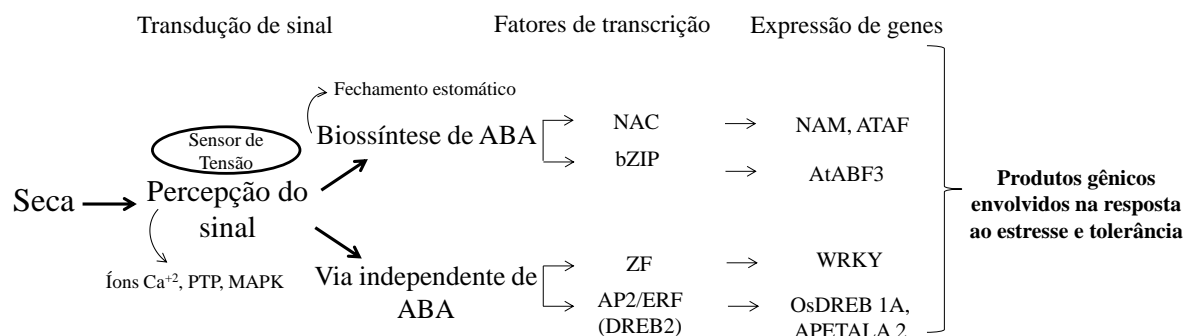 Transdução de sinal
Fatores de transcrição
Expressão de genes
Fechamento estomático
Sensor de
Tensão
Biossíntese de ABA
NAC
NAM, ATAF
bZIP
AtABF3
Seca
Percepção do
sinal
Produtos gênicos
envolvidos na resposta
ao estresse e tolerância
Íons Ca+2, PTP, MAPK
Via independente de
ABA
ZF
WRKY
AP2/ERF
(DREB2)
OsDREB 1A,
APETALA 2